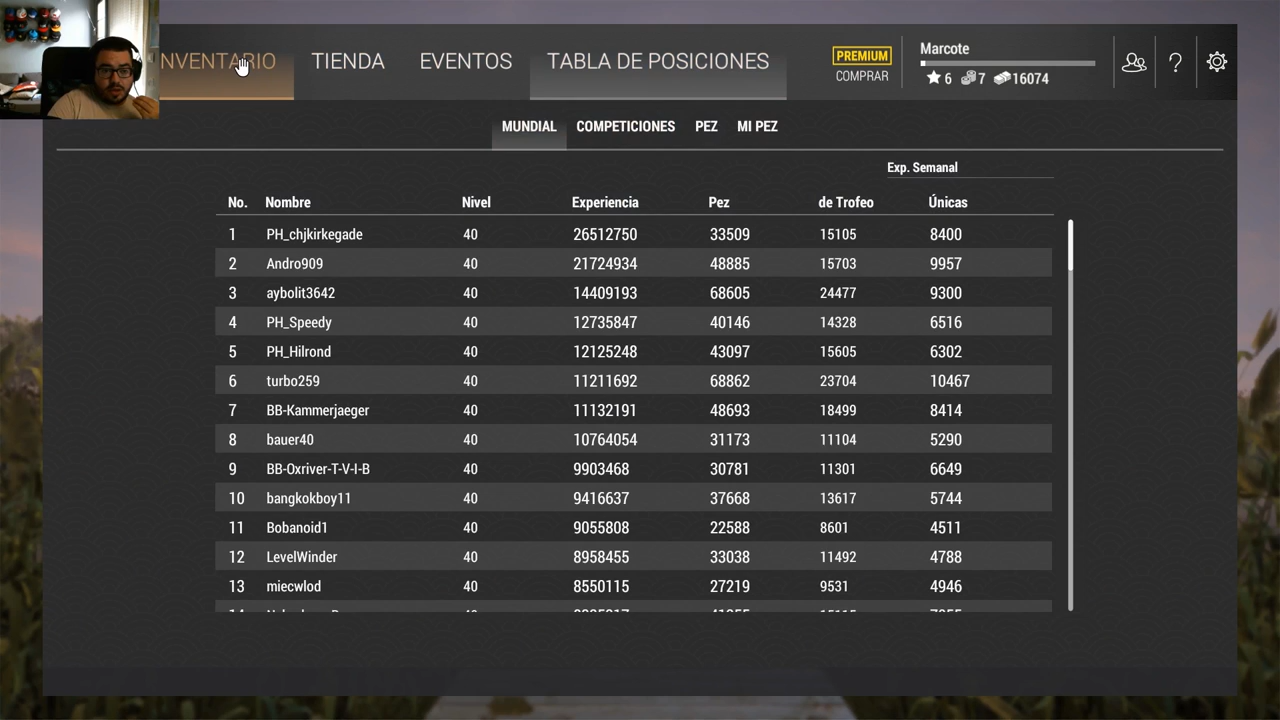 NVENTARIO TIENDA EVENTOS TABLA DE POSICIONES PREMIUM COMPRAR Marcote 6 7 16074
MUNDIAL COMPETICIONES PEZ MI PEZ
Exp. Semanal
No. Nombre Nivel Experiencia Pez de Trofeo Únicas
1 PH_chjkirkegade 40 26512750 33509 15105 8400
2 Andro909 40 21724934 48885 15703 9957
3 aybolit3642 40 14409193 68605 24477 9300
4 PH_Speedy 40 12735847 40146 14328 6516
5 PH_Hilrond 40 12125248 43097 15605 6302
6 turbo259 40 11211692 68862 23704 10467
7 BB-Kammerjaeger 40 11132191 48693 18499 8414
8 bauer40 40 10764054 31173 11104 5290
9 BB-Oxriver-T-V-I-B 40 9903468 30781 11301 6649
10 bangkokboy11 40 9416637 37668 13617 5744
11 Bobanoid1 40 9055808 22588 8601 4511
12 LevelWinder 40 8958455 33038 11492 4788
13 miecwlod 40 8550115 27219 9531 4946